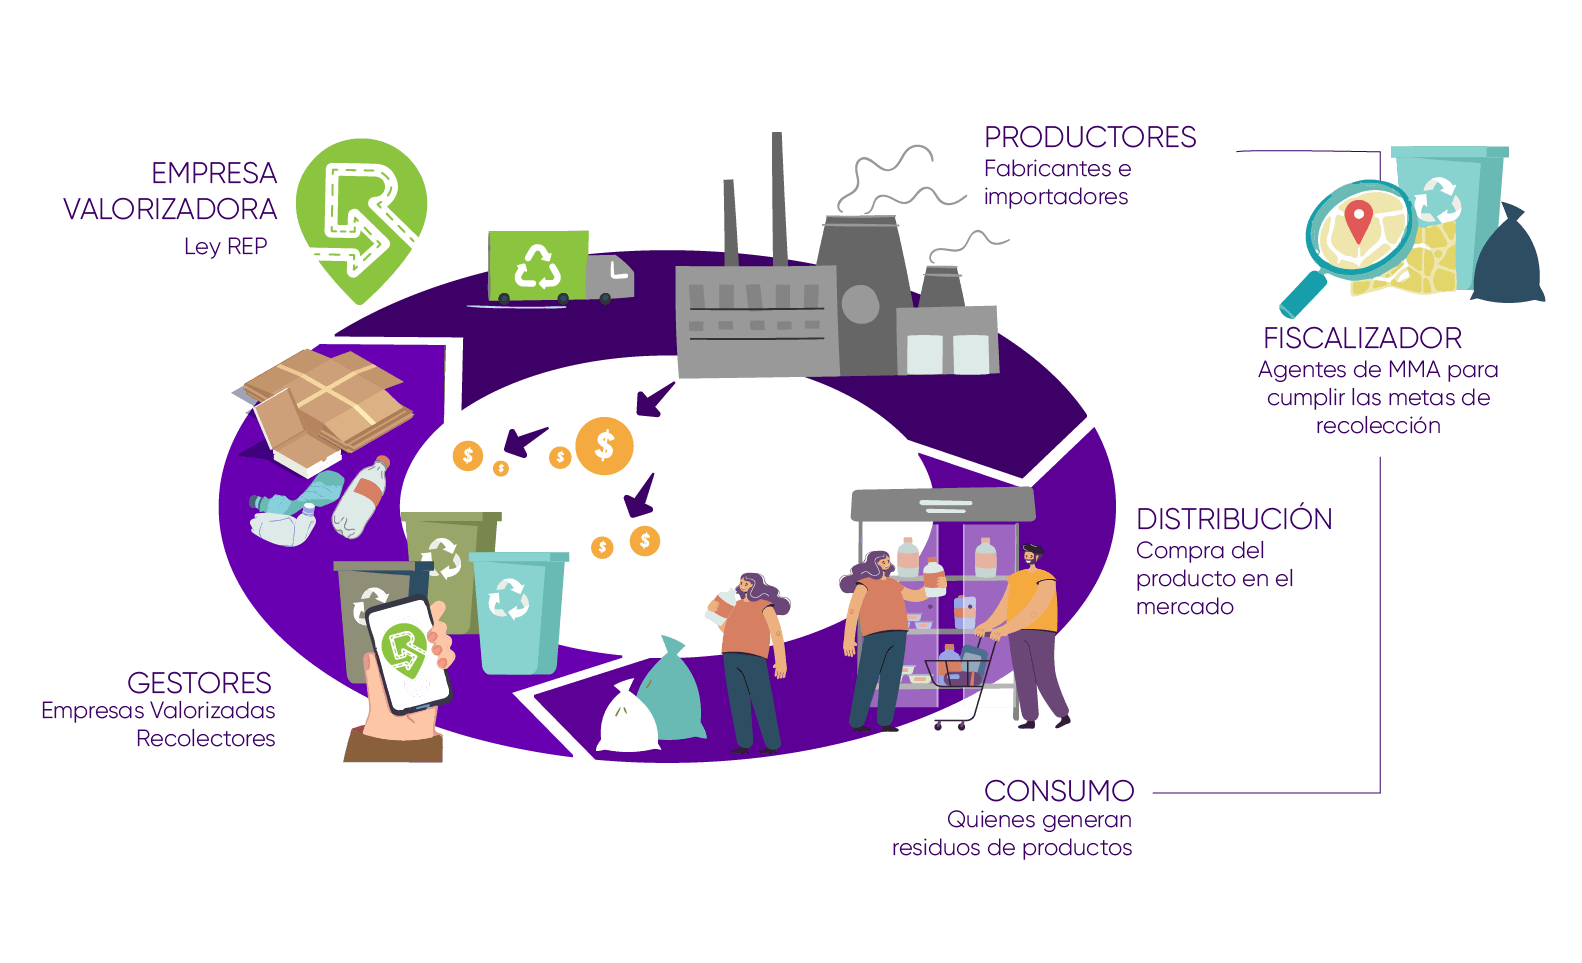 EMPRESA
VALORIZADORA
Ley REP
PRODUCTORES
Fabricantes e
importadores
FISCALIZADOR
Agentes de MMA para
cumplir las metas de
recolección
$
$
$
$
$
$
DISTRIBUCIÓN
Compra del
producto en el
mercado
GESTORES
Empresas Valorizadas
Recolectores
CONSUMO
Quienes generan
residuos de productos